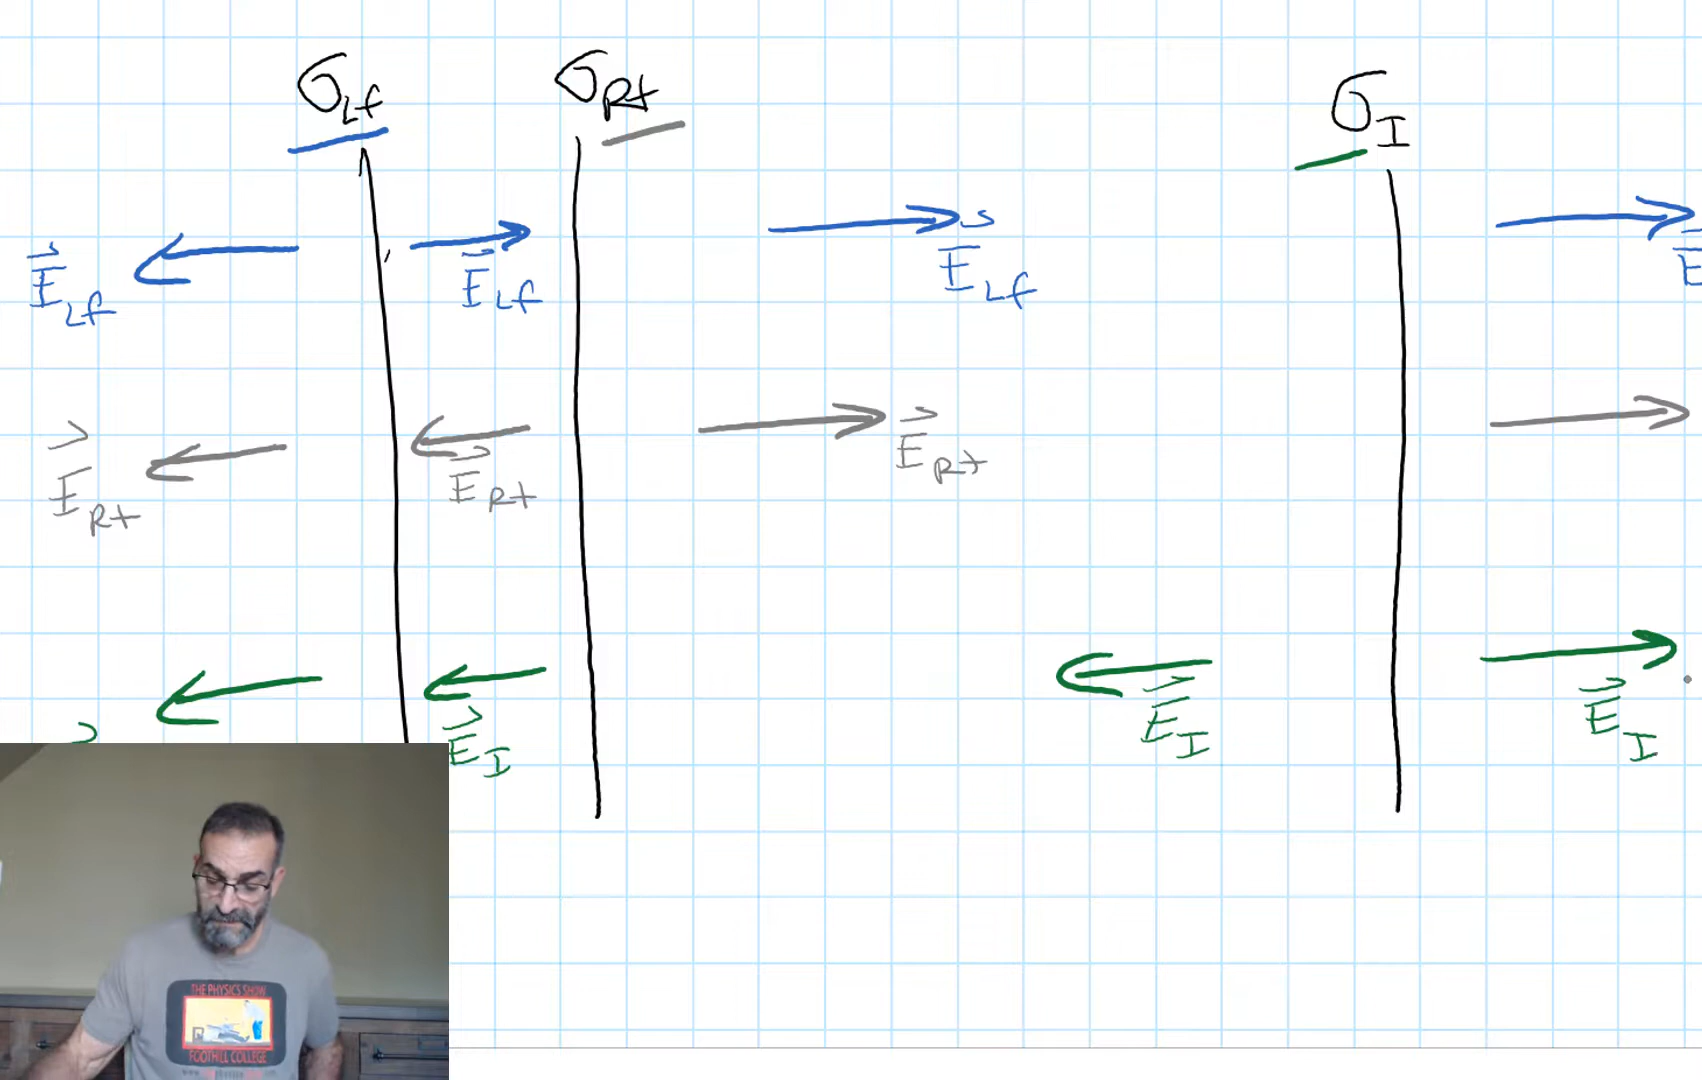 σLf σRt σI
E⃗Lf E⃗Lf E⃗Lf E⃗
E⃗Rt E⃗Rt E⃗Rt
E⃗I E⃗I E⃗I
THE PHYSICS SHOW
FOOTHILL COLLEGE